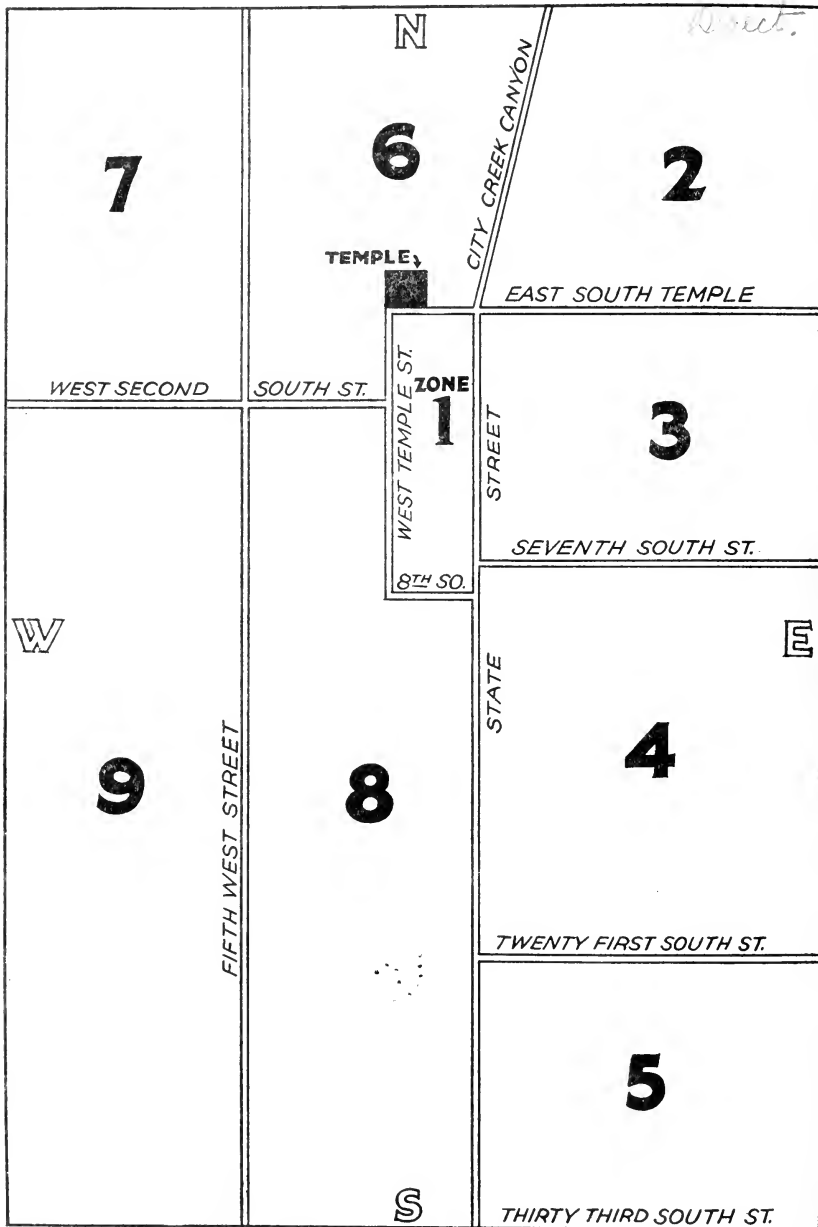 N
7
6
2
CITY CREEK CANYON
TEMPLE
EAST SOUTH TEMPLE
WEST SECOND SOUTH ST.
WEST TEMPLE ST.
ZONE
1
3
STREET
SEVENTH SOUTH ST.
8TH SO.
W
E
STATE
4
9
8
FIFTH WEST STREET
TWENTY FIRST SOUTH ST.
5
S
THIRTY THIRD SOUTH ST.